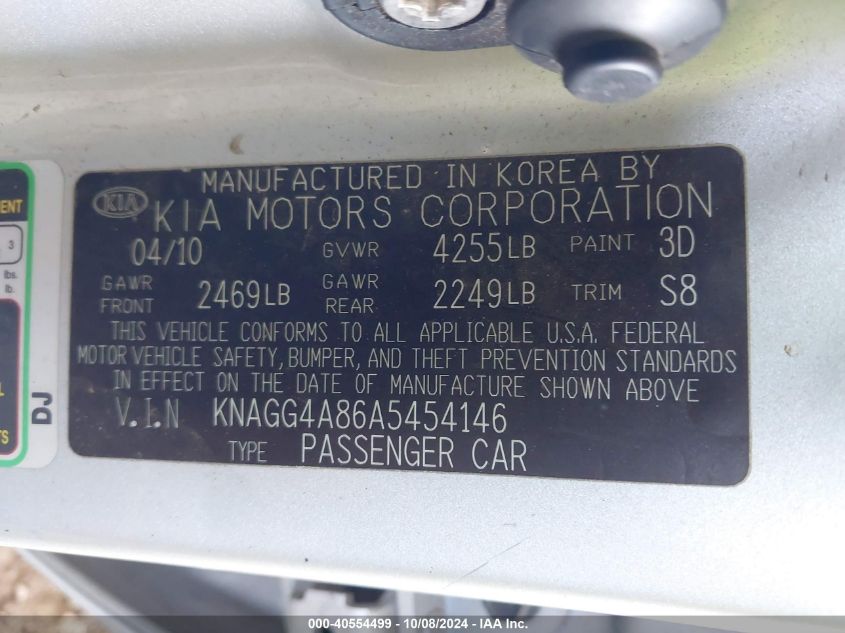 MANUFACTURED IN KOREA BY
KIA KIA MOTORS CORPORATION
04/10 GVWR 4255LB PAINT 3D
GAWR FRONT 2469LB GAWR REAR 2249LB TRIM S8
THIS VEHICLE CONFORMS TO ALL APPLICABLE U.S.A. FEDERAL
MOTOR VEHICLE SAFETY, BUMPER, AND THEFT PREVENTION STANDARDS
IN EFFECT ON THE DATE OF MANUFACTURE SHOWN ABOVE
V.I.N KNAGG4A86A5454146
TYPE PASSENGER CAR
3
lbs.
lb.
DJ
000-40554499 - 10/08/2024 - IAA Inc.